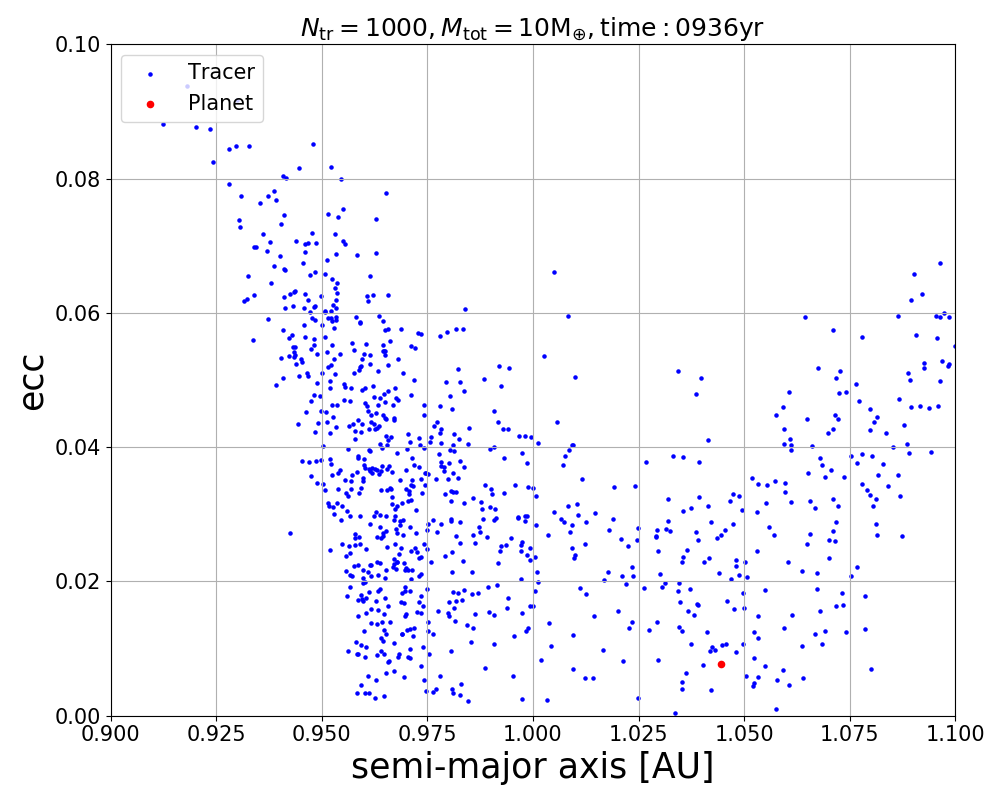 N_tr = 1000, M_tot = 10M_⊕, time : 0936yr
Tracer
Planet
0.10
0.08
0.06
0.04
0.02
0.00
ecc
0.900 0.925 0.950 0.975 1.000 1.025 1.050 1.075 1.100
semi-major axis [AU]